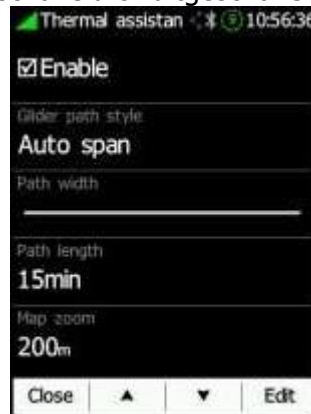 Thermal assistan 9 10:56:36
Enable
Glider path style
Auto span
Path width
Path length
15min
Map zoom
200m
Close ▲ ▼ Edit